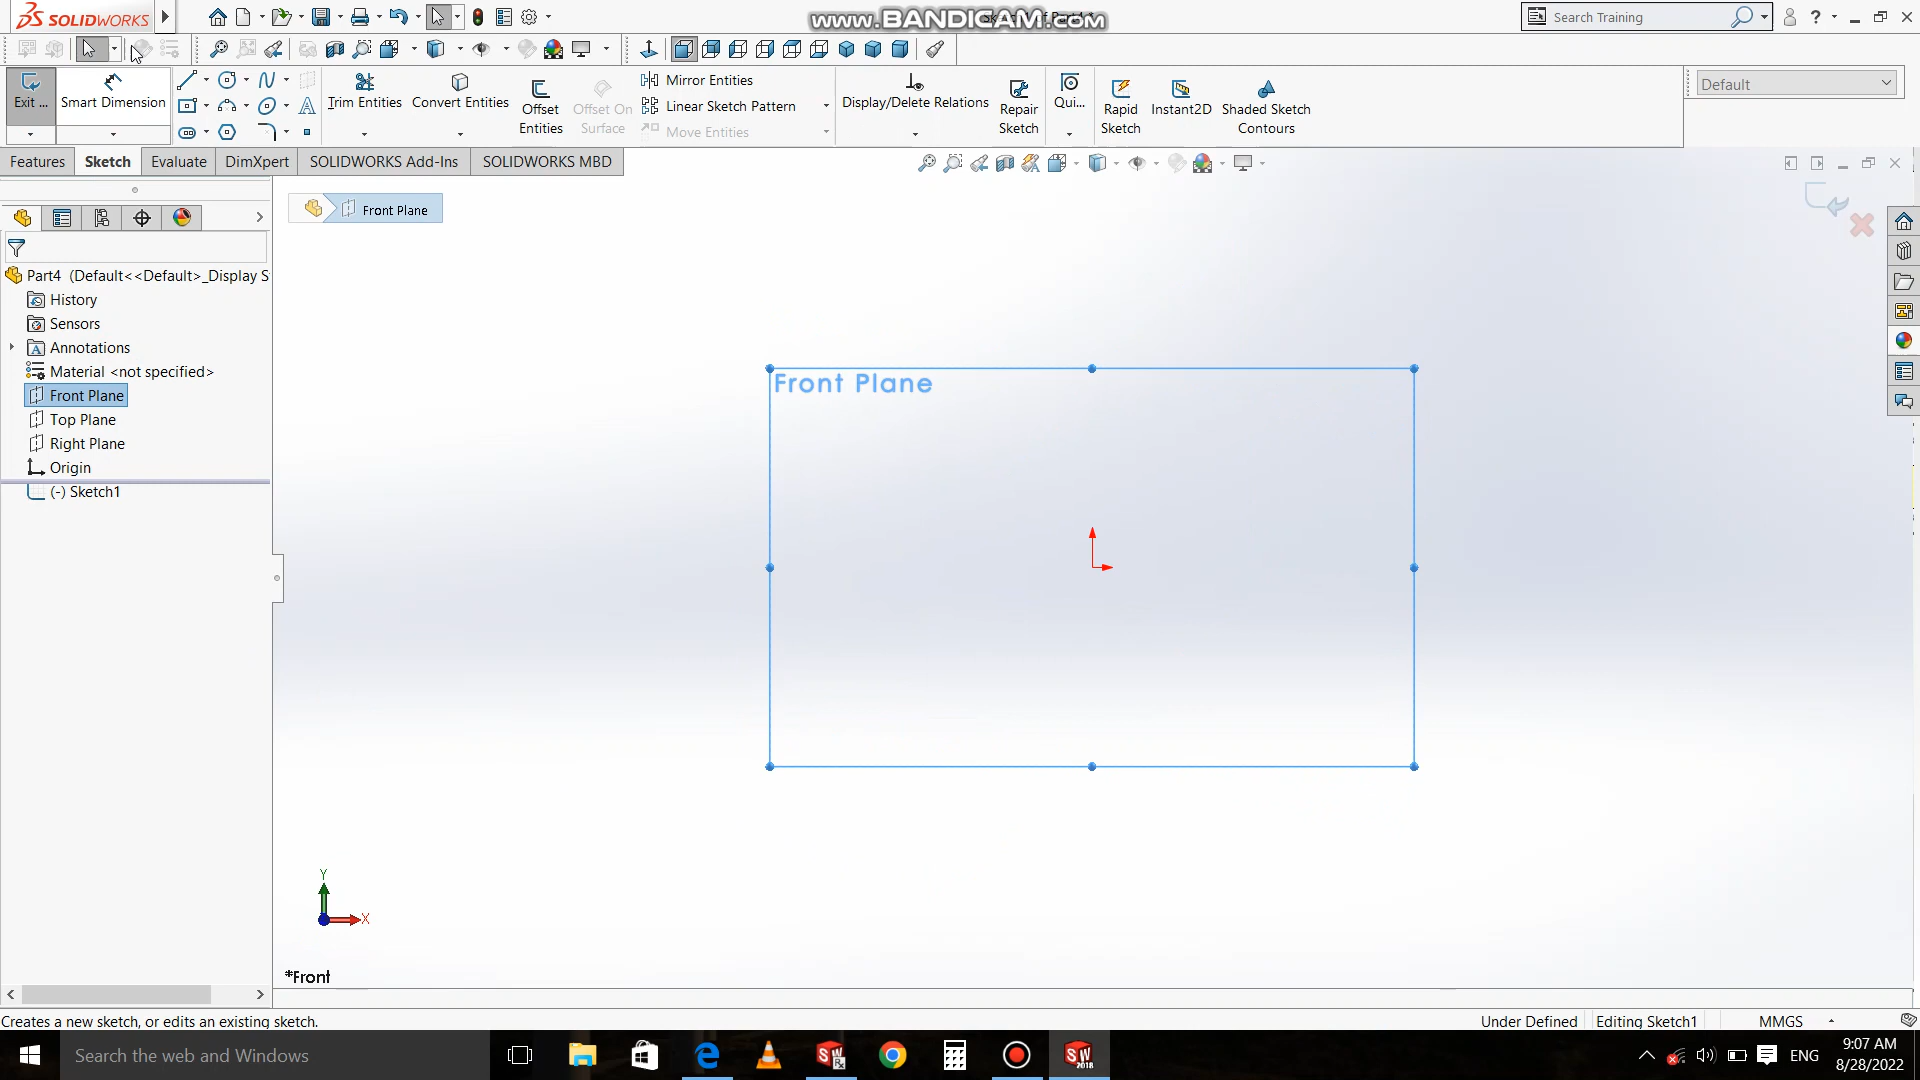 SOLIDWORKS
www.BANDICAM.com
Search Training
Exit ...
Smart Dimension
Trim Entities
Convert Entities
Offset Entities
Offset On Surface
Mirror Entities
Linear Sketch Pattern
Move Entities
Display/Delete Relations
Repair Sketch
Qui...
Rapid Sketch
Instant2D
Shaded Sketch Contours
Default
Features
Sketch
Evaluate
DimXpert
SOLIDWORKS Add-Ins
SOLIDWORKS MBD
Front Plane
Part4 (Default<<Default>_Display S
History
Sensors
Annotations
Material <not specified>
Front Plane
Top Plane
Right Plane
Origin
(-) Sketch1
Front Plane
Y
X
*Front
Creates a new sketch, or edits an existing sketch.
Under Defined
Editing Sketch1
MMGS
Search the web and Windows
SW 2018
ENG
9:07 AM
8/28/2022